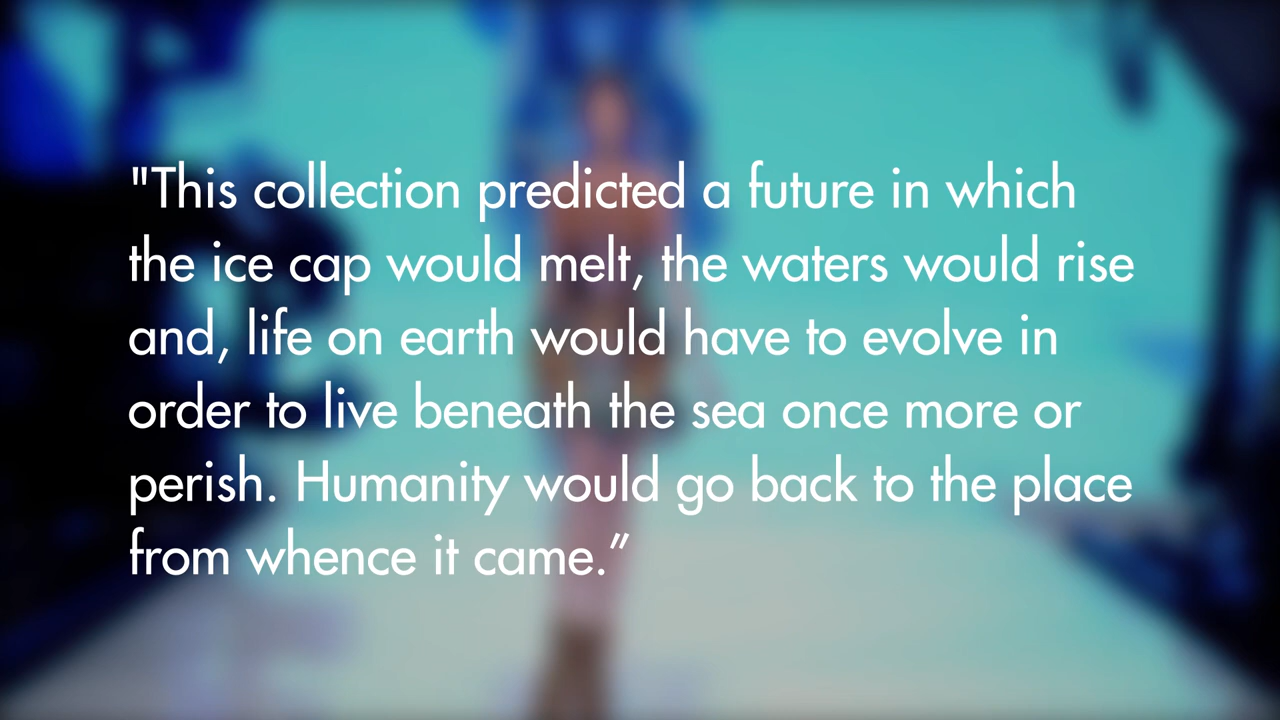 "This collection predicted a future in which
the ice cap would melt, the waters would rise
and, life on earth would have to evolve in
order to live beneath the sea once more or
perish. Humanity would go back to the place
from whence it came.”